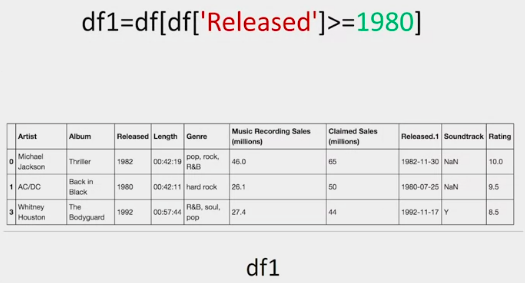 df1=df[df['Released']>=1980]
Artist Album Released Length Genre Music Recording Sales (millions) Claimed Sales (millions) Released.1 Soundtrack Rating
0 Michael Jackson Thriller 1982 00:42:19 pop, rock, R&B 46.0 65 1982-11-30 NaN 10.0
1 AC/DC Back in Black 1980 00:42:11 hard rock 26.1 50 1980-07-25 NaN 9.5
3 Whitney Houston The Bodyguard 1992 00:57:44 R&B, soul, pop 27.4 44 1992-11-17 Y 8.5
df1